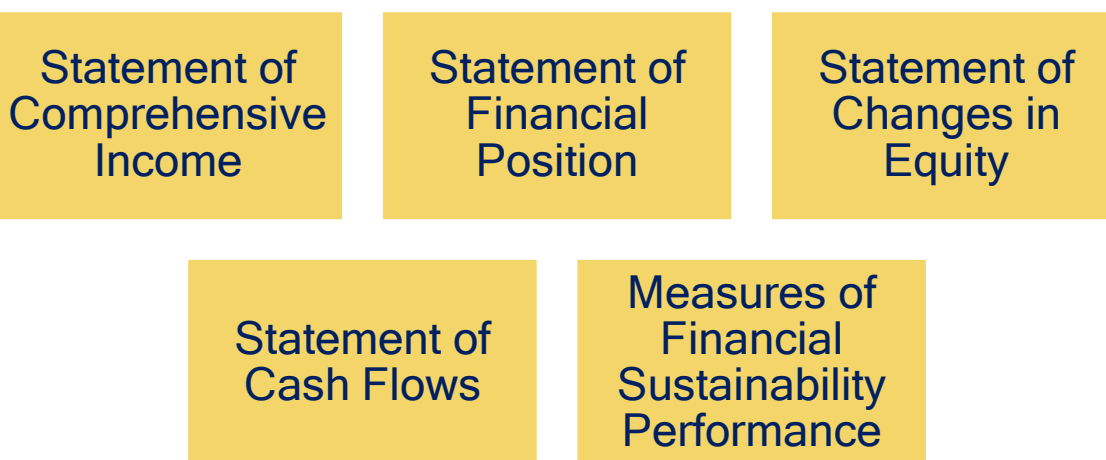 Statement of
Comprehensive
Income
Statement of
Financial
Position
Statement of
Changes in
Equity
Statement of
Cash Flows
Measures of
Financial
Sustainability
Performance